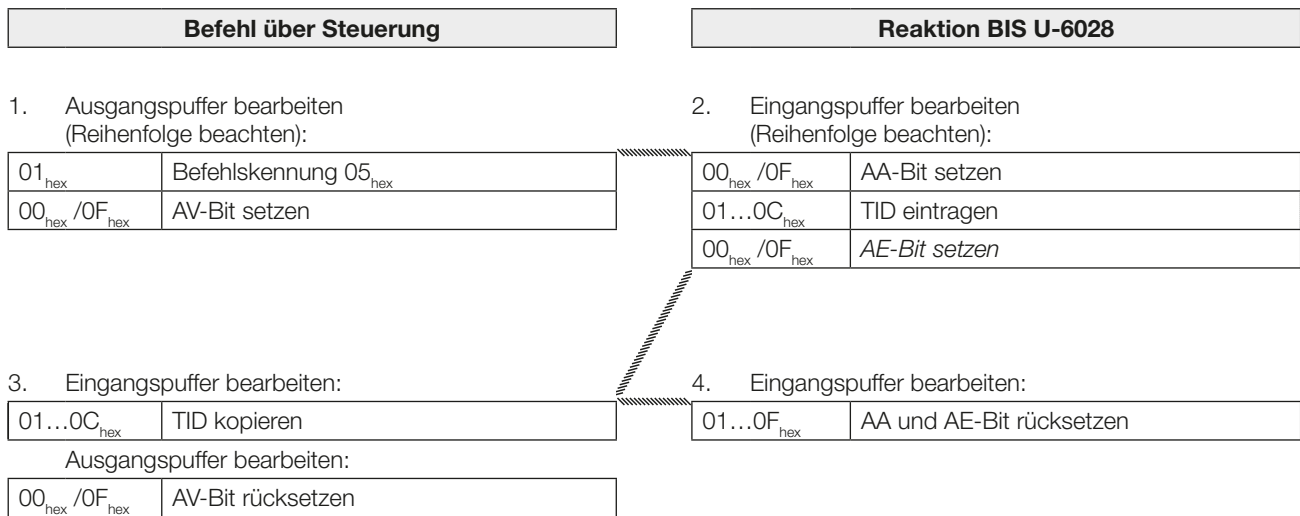 Befehl über Steuerung
Reaktion BIS U-6028
1. Ausgangspuffer bearbeiten
(Reihenfolge beachten):
01hex Befehlskennung 05hex
00hex /0Fhex AV-Bit setzen
2. Eingangspuffer bearbeiten
(Reihenfolge beachten):
00hex /0Fhex AA-Bit setzen
01…0Chex TID eintragen
00hex /0Fhex AE-Bit setzen
3. Eingangspuffer bearbeiten:
01…0Chex TID kopieren
Ausgangspuffer bearbeiten:
00hex /0Fhex AV-Bit rücksetzen
4. Eingangspuffer bearbeiten:
01…0Fhex AA und AE-Bit rücksetzen